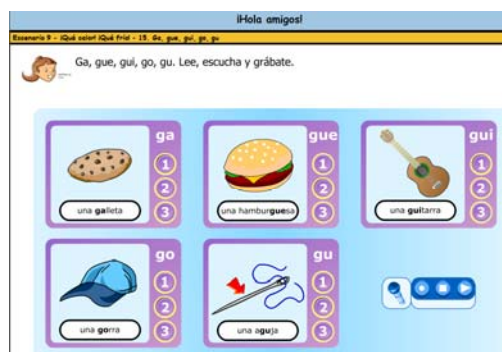 ¡Hola amigos!
Escenario 9 - ¡Qué calor! ¡Qué frío! - 15. Ga, gue, gui, go, gu
Ga, gue, gui, go, gu. Lee, escucha y grábate.
ga
1
2
3
una galleta
gue
1
2
3
una hamburguesa
gui
1
2
3
una guitarra
go
1
2
3
una gorra
gu
1
2
3
una aguja